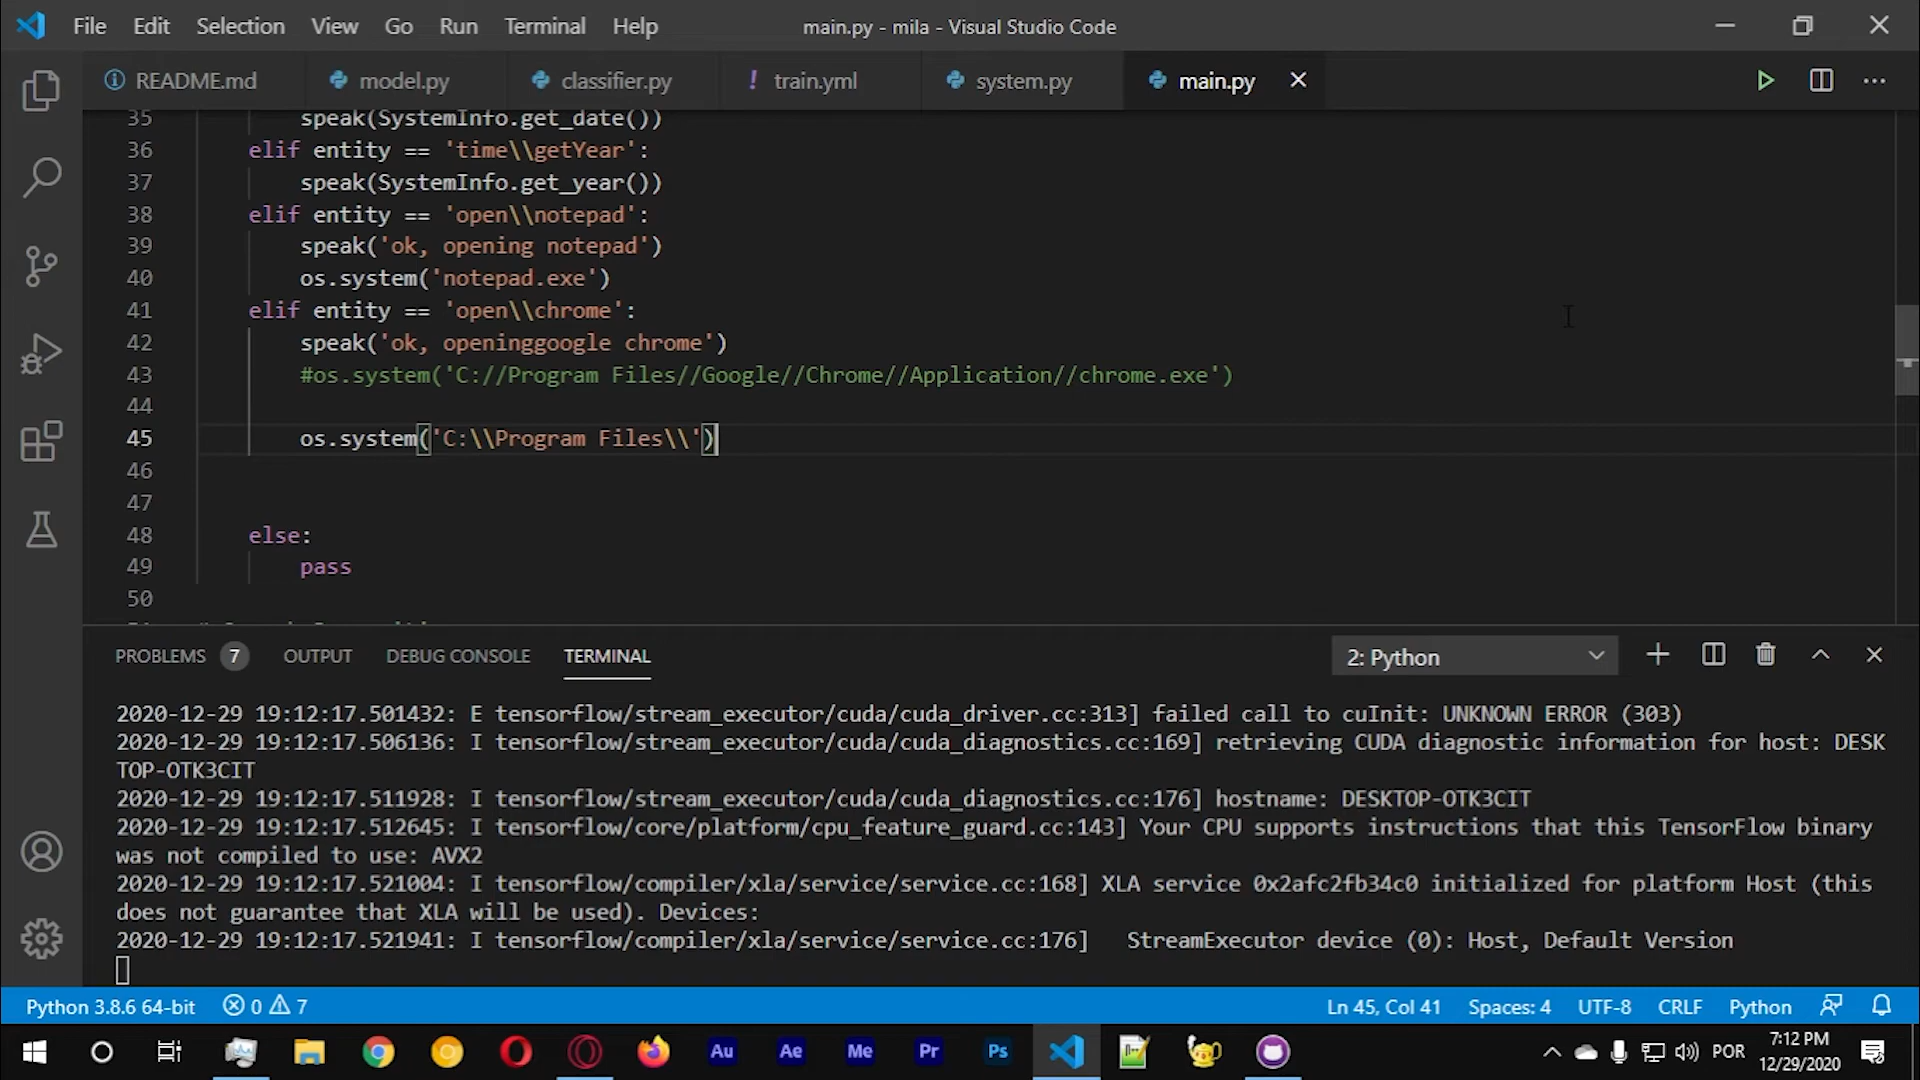 File Edit Selection View Go Run Terminal Help main.py - mila - Visual Studio Code
README.md model.py classifier.py ! train.yml system.py main.py
35 speak(SystemInfo.get_date())
36 elif entity == 'time\\getYear':
37 speak(SystemInfo.get_year())
38 elif entity == 'open\\notepad':
39 speak('ok, opening notepad')
40 os.system('notepad.exe')
41 elif entity == 'open\\chrome':
42 speak('ok, openinggoogle chrome')
43 #os.system('C://Program Files//Google//Chrome//Application//chrome.exe')
44
45 os.system('C:\\Program Files\\')
46
47
48 else:
49 pass
50
PROBLEMS 7 OUTPUT DEBUG CONSOLE TERMINAL 2: Python
2020-12-29 19:12:17.501432: E tensorflow/stream_executor/cuda/cuda_driver.cc:313] failed call to cuInit: UNKNOWN ERROR (303)
2020-12-29 19:12:17.506136: I tensorflow/stream_executor/cuda/cuda_diagnostics.cc:169] retrieving CUDA diagnostic information for host: DESK
TOP-OTK3CIT
2020-12-29 19:12:17.511928: I tensorflow/stream_executor/cuda/cuda_diagnostics.cc:176] hostname: DESKTOP-OTK3CIT
2020-12-29 19:12:17.512645: I tensorflow/core/platform/cpu_feature_guard.cc:143] Your CPU supports instructions that this TensorFlow binary
was not compiled to use: AVX2
2020-12-29 19:12:17.521004: I tensorflow/compiler/xla/service/service.cc:168] XLA service 0x2afc2fb34c0 initialized for platform Host (this
does not guarantee that XLA will be used). Devices:
2020-12-29 19:12:17.521941: I tensorflow/compiler/xla/service/service.cc:176] StreamExecutor device (0): Host, Default Version
Python 3.8.6 64-bit 0 7 Ln 45, Col 41 Spaces: 4 UTF-8 CRLF Python
Au Ae Me Pr Ps POR 7:12 PM
12/29/2020